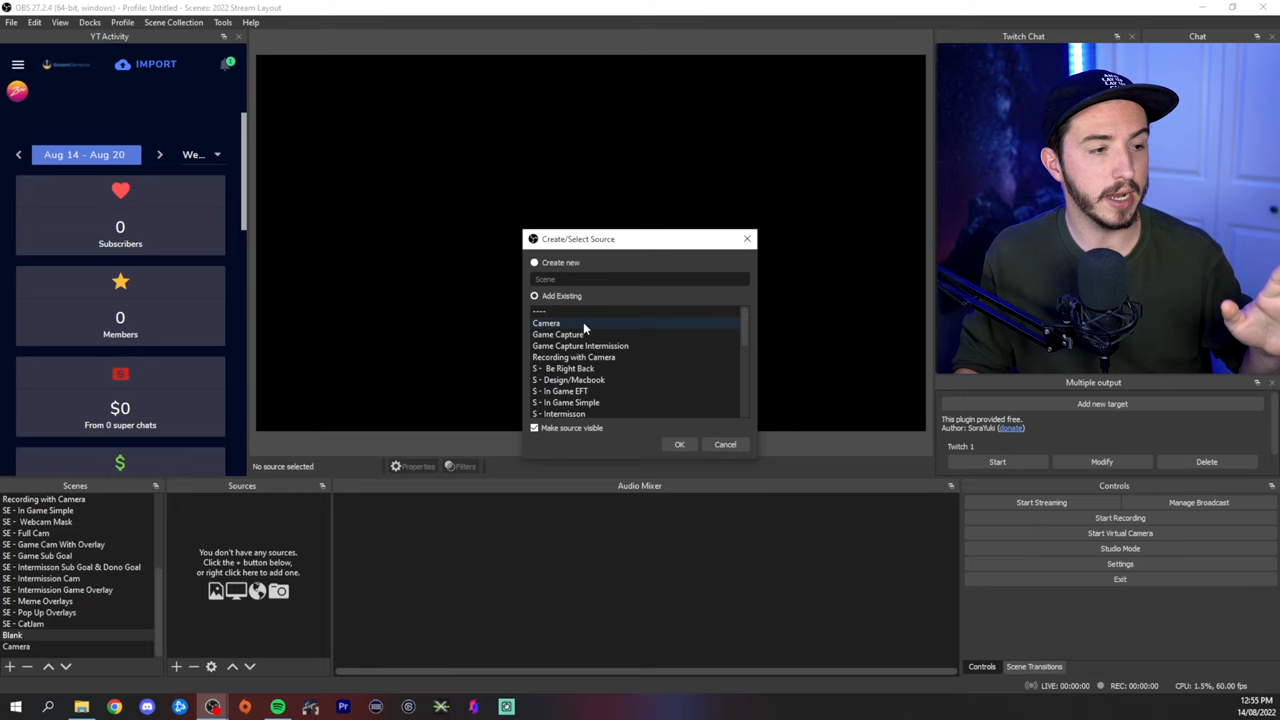 OBS 27.2.4 (64-bit, windows) - Profile: Untitled - Scenes: 2022 Stream Layout
File Edit View Docks Profile Scene Collection Tools Help
YT Activity
IMPORT
1
Aug 14 - Aug 20
We...
0
Subscribers
0
Members
$0
From 0 super chats
Create/Select Source
Create new
Scene
Add Existing
----
Camera
Game Capture
Game Capture Intermission
Recording with Camera
S - Be Right Back
S - Design/Macbook
S - In Game EFT
S - In Game Simple
S - Intermisson
Make source visible
OK Cancel
Twitch Chat Chat
Multiple output
Add new target
This plugin provided free.
Author: SoraYuki (donate)
Twitch 1
Start Modify Delete
No source selected Properties Filters
Scenes
Recording with Camera
SE - In Game Simple
SE - Webcam Mask
SE - Full Cam
SE - Game Cam With Overlay
SE - Game Sub Goal
SE - Intermisson Sub Goal & Dono Goal
SE - Intermission Cam
SE - Intermission Game Overlay
SE - Meme Overlays
SE - Pop Up Overlays
SE - CatJam
Blank
Camera
Sources
You don't have any sources.
Click the + button below,
or right click here to add one.
Audio Mixer
Controls
Start Streaming Manage Broadcast
Start Recording
Start Virtual Camera
Studio Mode
Settings
Exit
Controls Scene Transitions
LIVE: 00:00:00 REC: 00:00:00 CPU: 1.5%, 60.00 fps
Pr
12:55 PM
14/08/2022